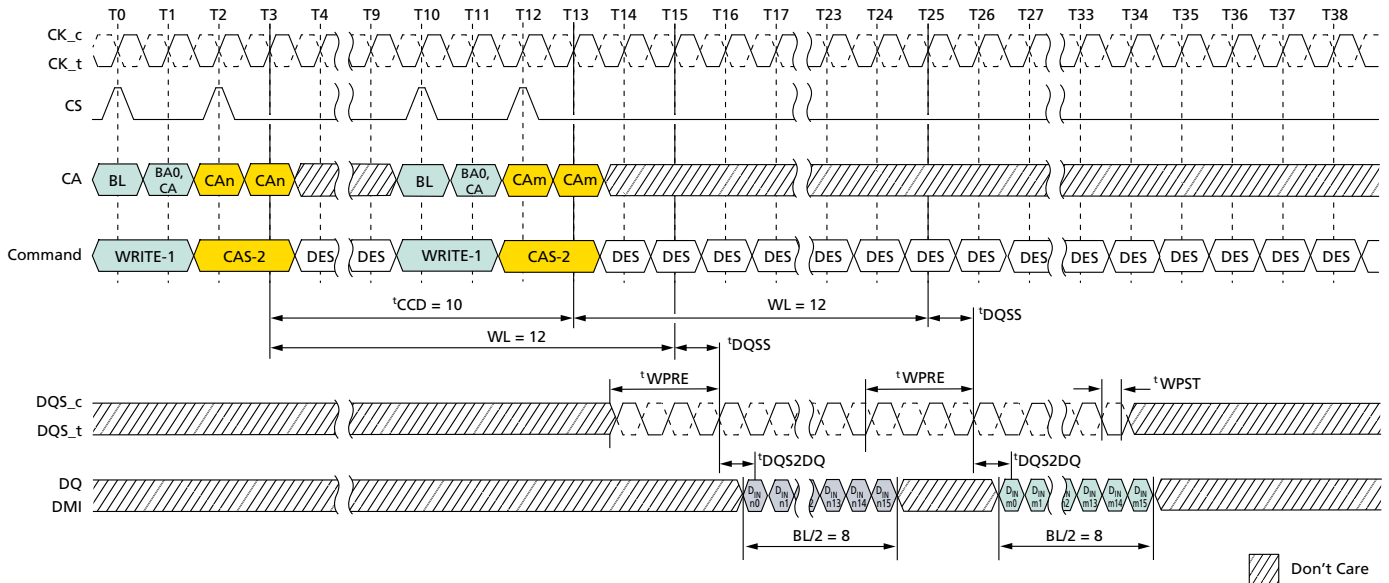 T0 T1 T2 T3 T4 T9 T10 T11 T12 T13 T14 T15 T16 T17 T23 T24 T25 T26 T27 T33 T34 T35 T36 T37 T38
CK_c
CK_t
CS
CA BL BA0, CA CAn CAn BL BA0, CA CAm CAm
Command WRITE-1 CAS-2 DES DES WRITE-1 CAS-2 DES DES DES DES DES DES DES DES DES DES DES DES DES DES DES
tCCD = 10 WL = 12 tDQSS
WL = 12 tDQSS
tWPRE tWPRE tWPST
DQS_c
DQS_t
tDQS2DQ tDQS2DQ
DQ
DMI
DIN n0 DIN n1 DIN n13 DIN n14 DIN n15 DIN m0 DIN m1 DIN m13 DIN m14 DIN m15
BL/2 = 8 BL/2 = 8
Don't Care